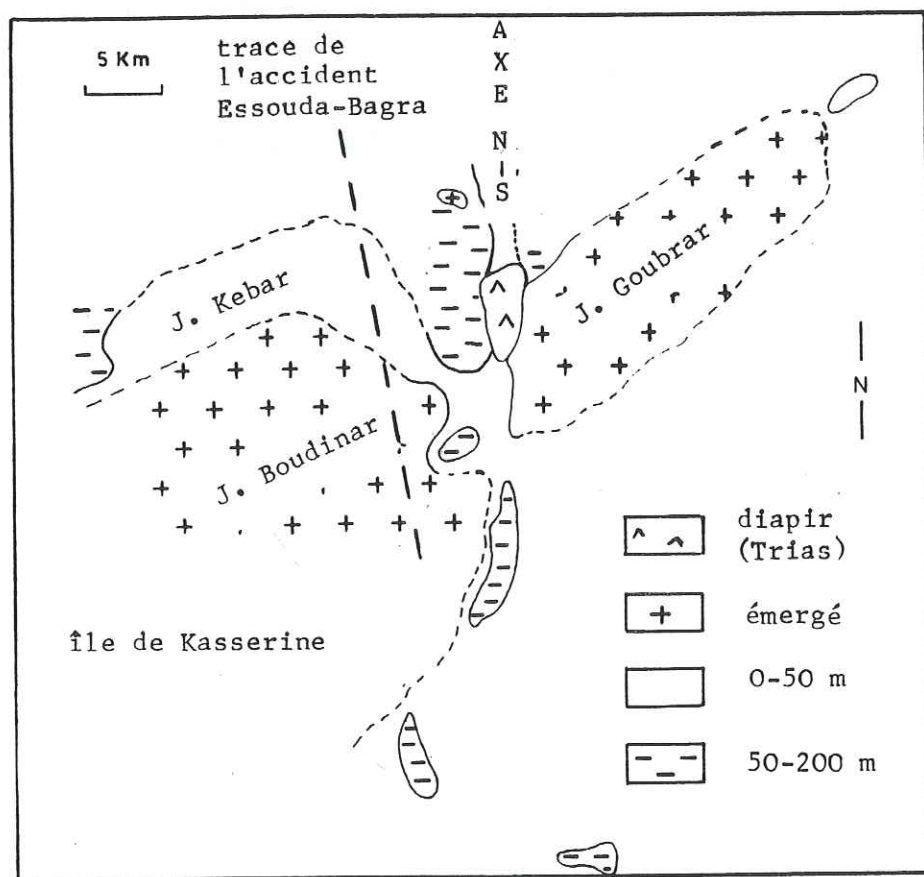 5 Km
trace de
l'accident
Essouda-Bagra
A
X
E
N
-
S
J. Kebar
J. Goubrar
J. Boudinar
N
île de Kasserine
diapir
(Trias)
émergé
0-50 m
50-200 m